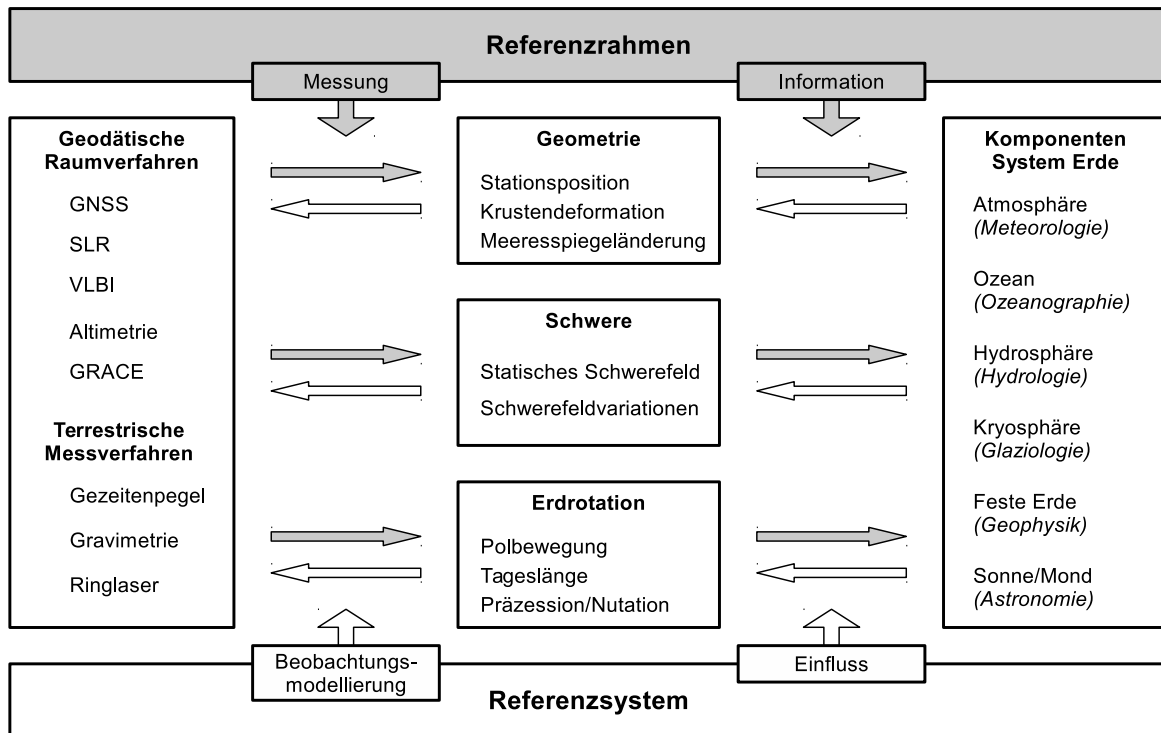 Referenzrahmen
Messung
Information
Geodätische
Raumverfahren
GNSS
SLR
VLBI
Altimetrie
GRACE
Terrestrische
Messverfahren
Gezeitenpegel
Gravimetrie
Ringlaser
Geometrie
Stationsposition
Krustendeformation
Meeresspiegeländerung
Schwere
Statisches Schwerefeld
Schwerefeldvariationen
Erdrotation
Polbewegung
Tageslänge
Präzession/Nutation
Komponenten
System Erde
Atmosphäre
(Meteorologie)
Ozean
(Ozeanographie)
Hydrosphäre
(Hydrologie)
Kryosphäre
(Glaziologie)
Feste Erde
(Geophysik)
Sonne/Mond
(Astronomie)
Beobachtungs-
modellierung
Einfluss
Referenzsystem